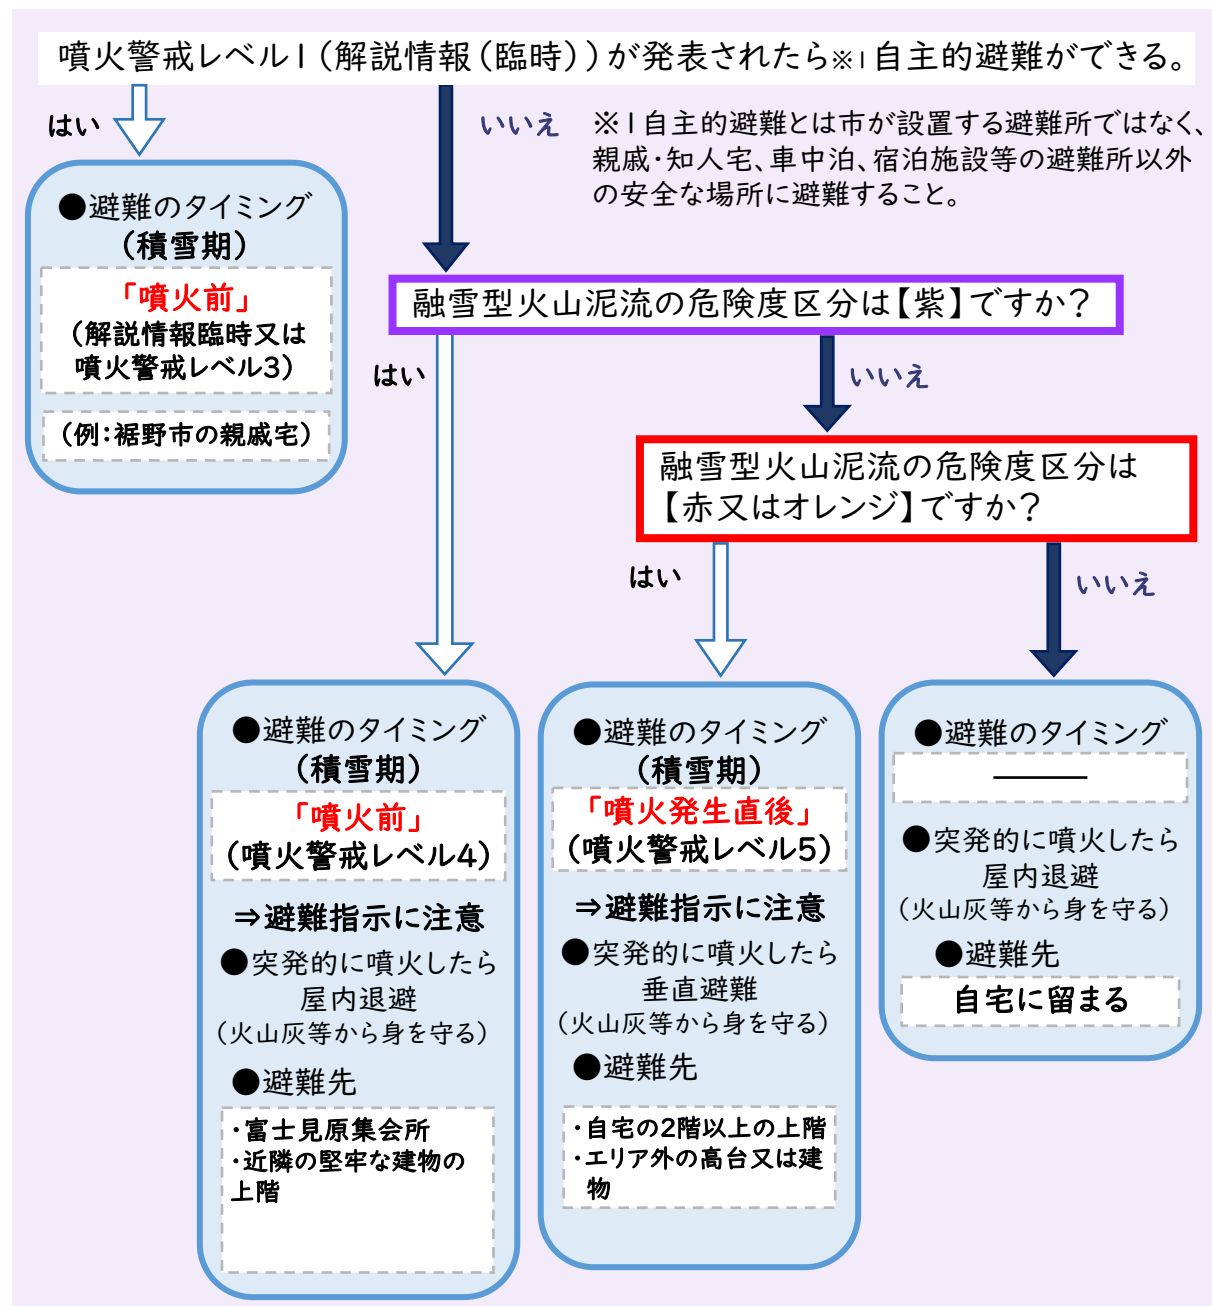 噴火警戒レベル1（解説情報（臨時））が発表されたら※1自主的避難ができる。
はい
いいえ
※1自主的避難とは市が設置する避難所ではなく、
親戚・知人宅、車中泊、宿泊施設等の避難所以外
の安全な場所に避難すること。
●避難のタイミング
（積雪期）
「噴火前」
（解説情報臨時又は
噴火警戒レベル3）
（例：裾野市の親戚宅）
融雪型火山泥流の危険度区分は【紫】ですか？
はい
いいえ
融雪型火山泥流の危険度区分は
【赤又はオレンジ】ですか？
はい
いいえ
●避難のタイミング
（積雪期）
「噴火前」
（噴火警戒レベル4）
⇒避難指示に注意
●突発的に噴火したら
屋内退避
（火山灰等から身を守る）
●避難先
・富士見原集会所
・近隣の堅牢な建物の
上階
●避難のタイミング
（積雪期）
「噴火発生直後」
（噴火警戒レベル5）
⇒避難指示に注意
●突発的に噴火したら
垂直避難
（火山灰等から身を守る）
●避難先
・自宅の2階以上の上階
・エリア外の高台又は建
物
●避難のタイミング
―――
●突発的に噴火したら
屋内退避
（火山灰等から身を守る）
●避難先
自宅に留まる